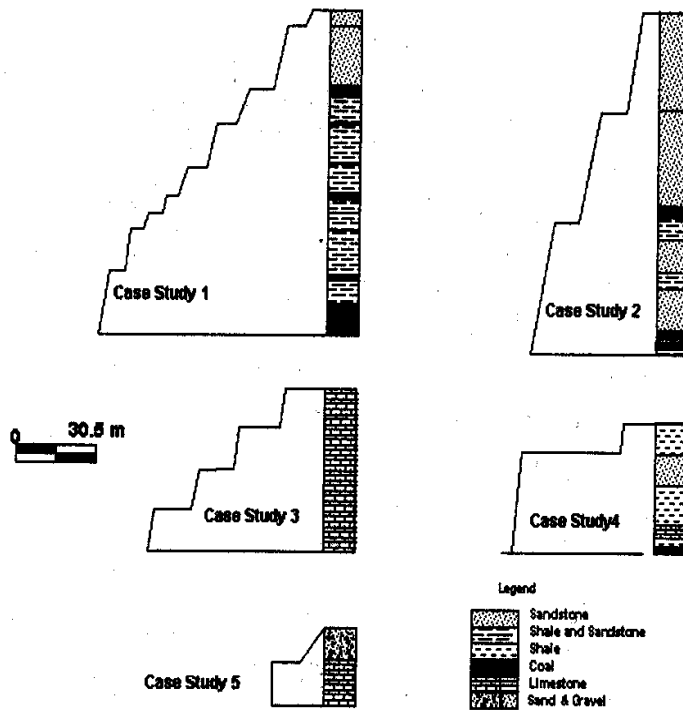 Case Study 1
Case Study 2
0 30.5 m
Case Study 3
Case Study4
Legend
Sandstone
Shale and Sandstone
Shale
Coal
Limestone
Sand & Gravel
Case Study 5